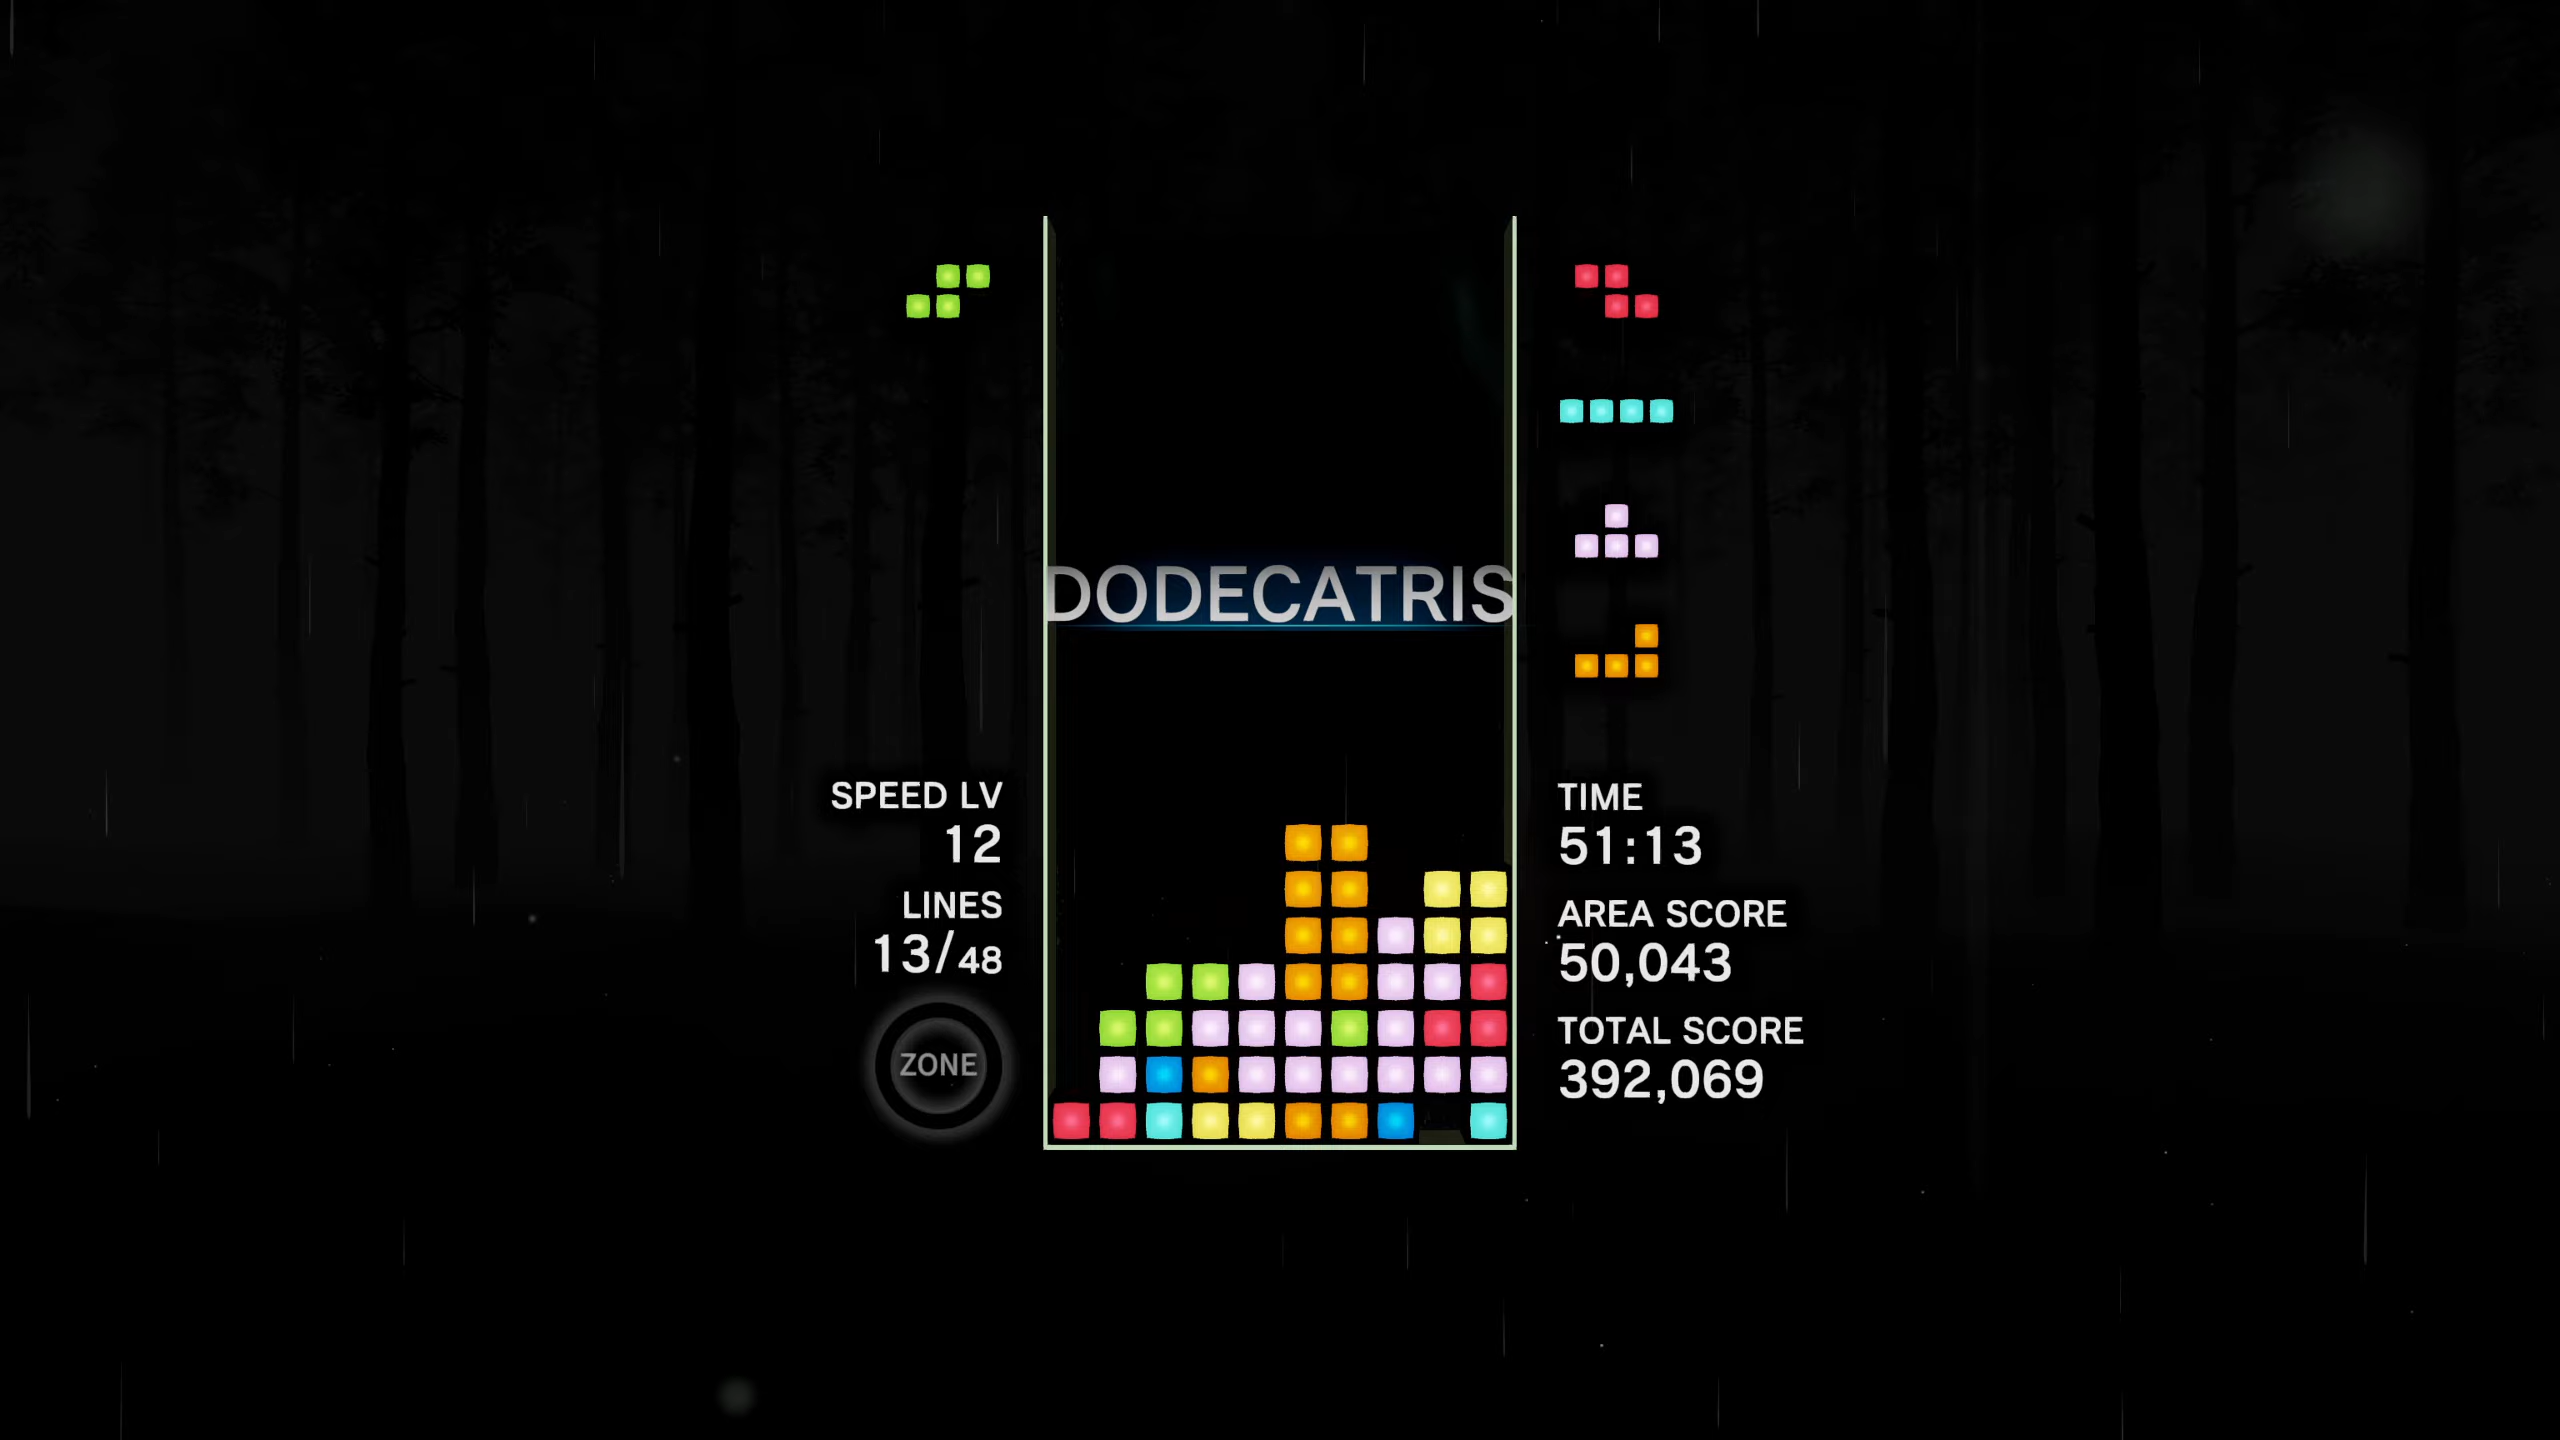 DODECATRIS
SPEED LV
12
LINES
13/48
ZONE
TIME
51:13
AREA SCORE
50,043
TOTAL SCORE
392,069